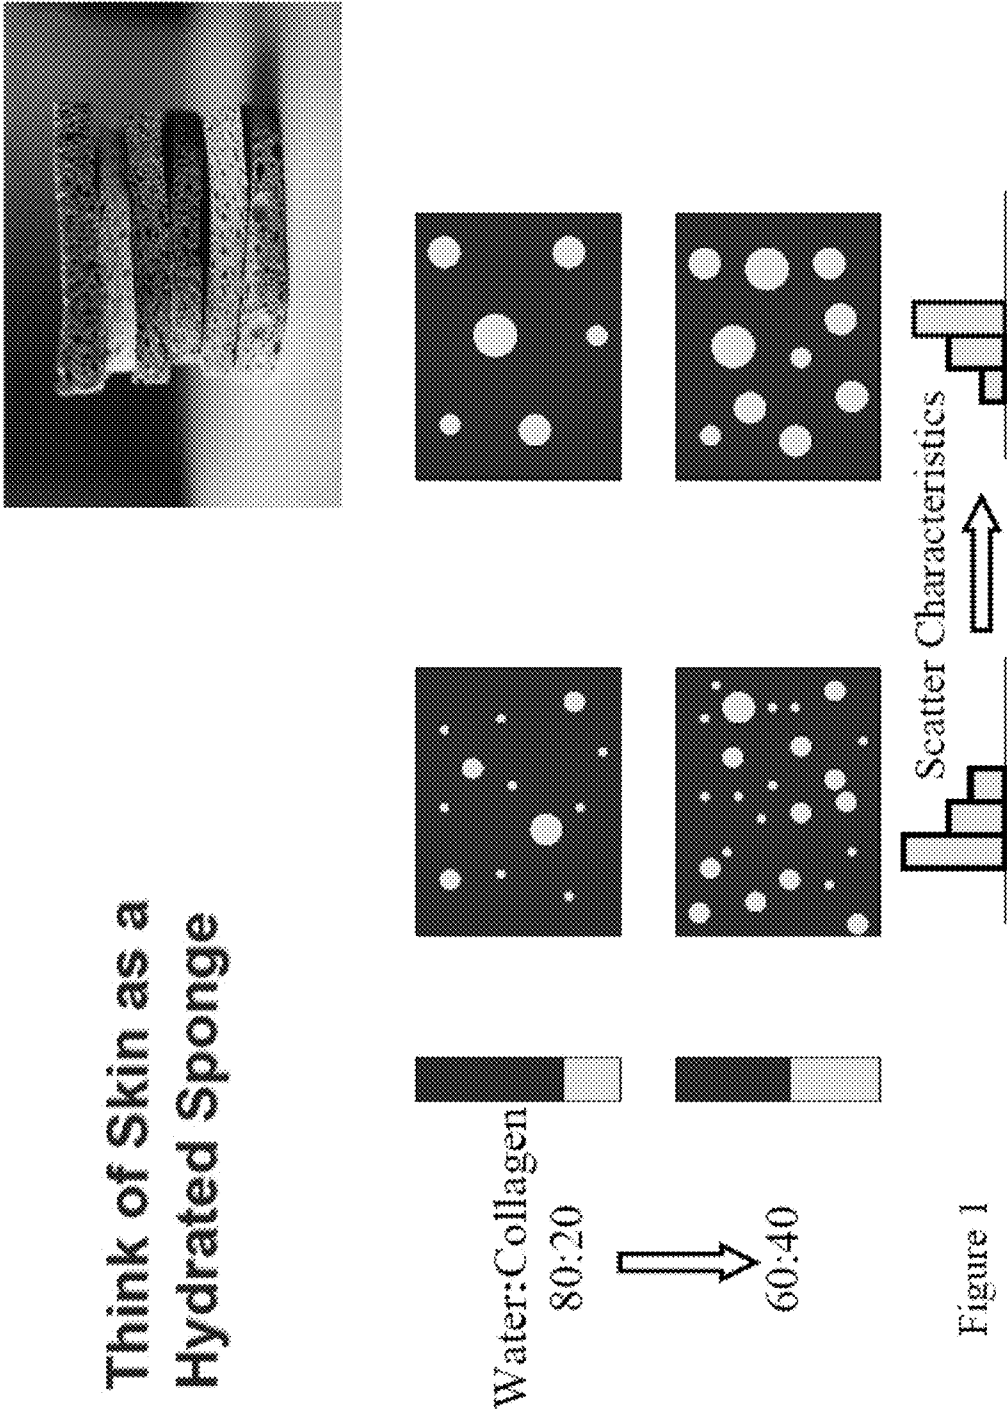 Think of Skin as a
Hydrated Sponge
Water:Collagen
80:20
60:40
Scatter Characteristics
Figure 1